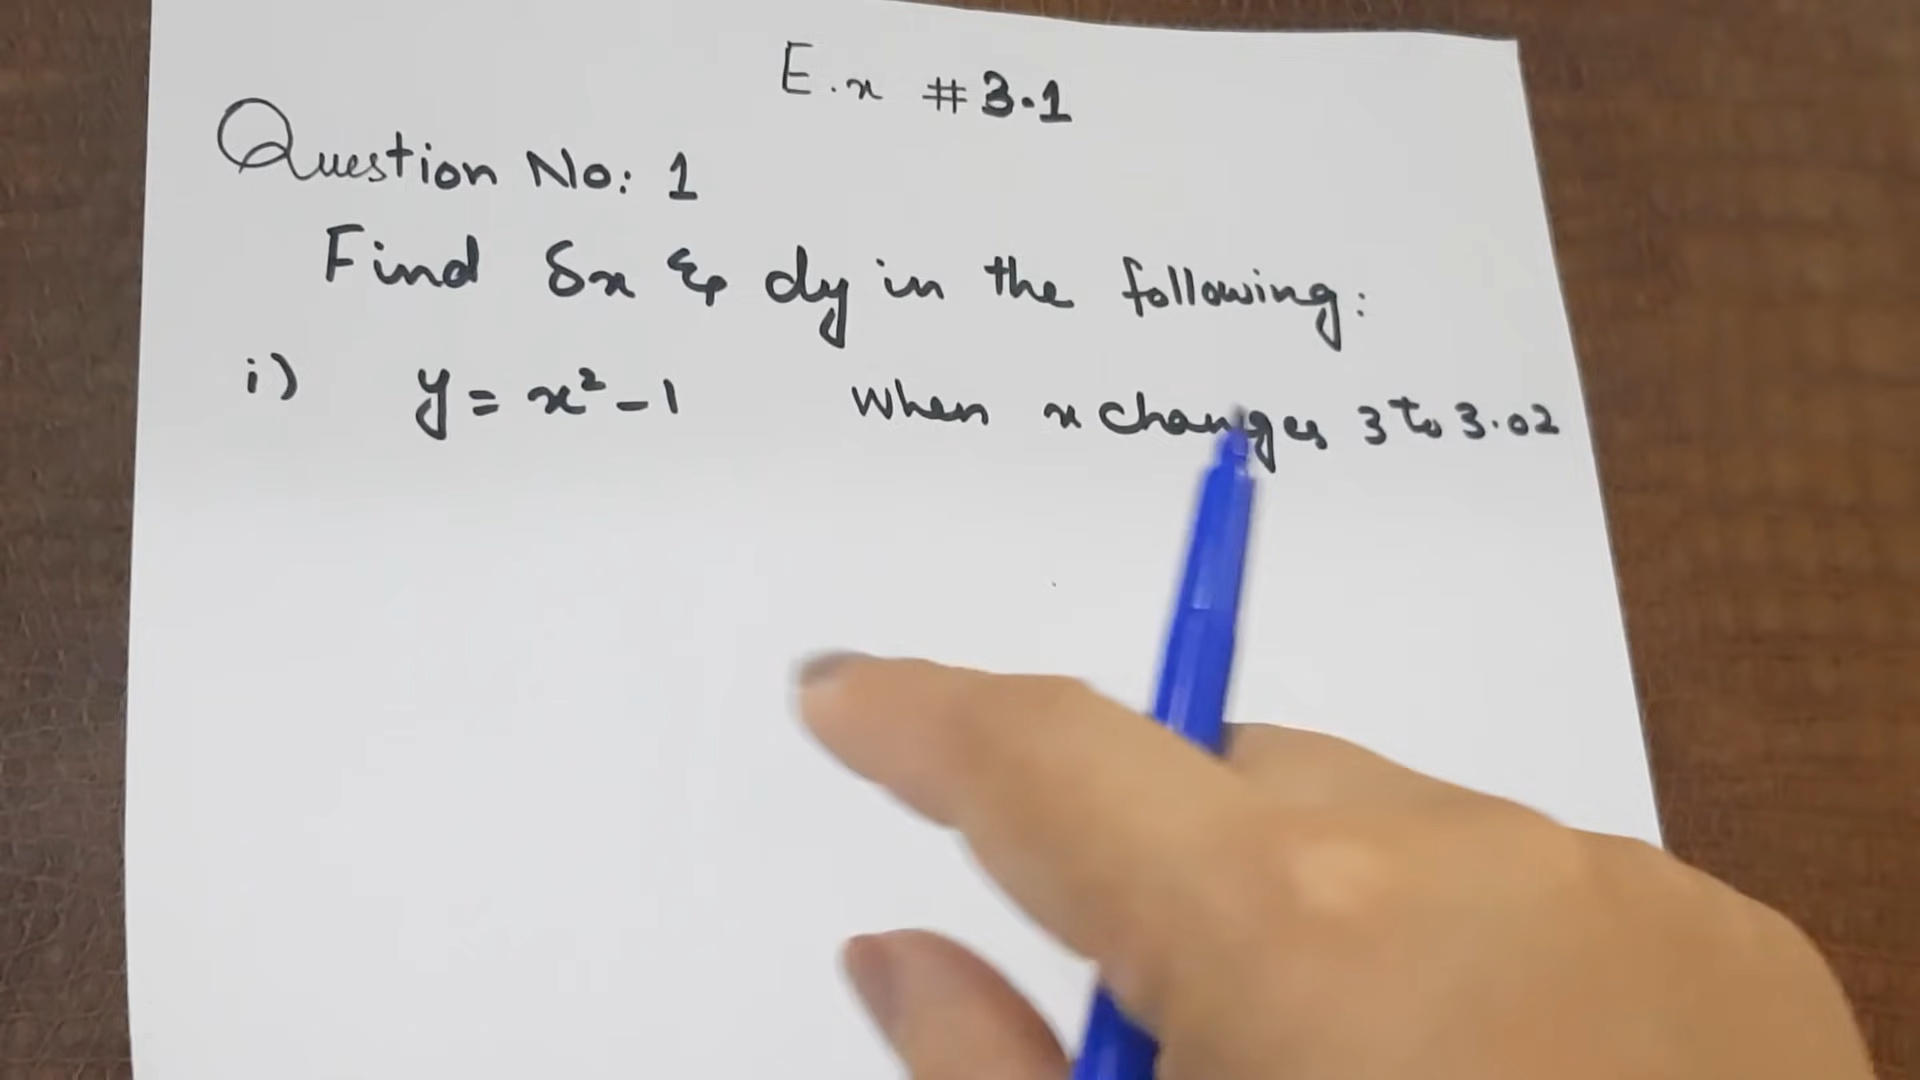 E.x #3.1
Question No: 1
Find δx & dy in the following:
i) y = x² - 1 when x changes 3 to 3.02